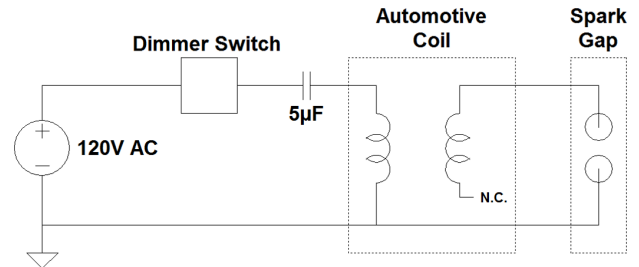 Automotive
Coil
Spark
Gap
Dimmer Switch
5µF
120V AC
N.C.